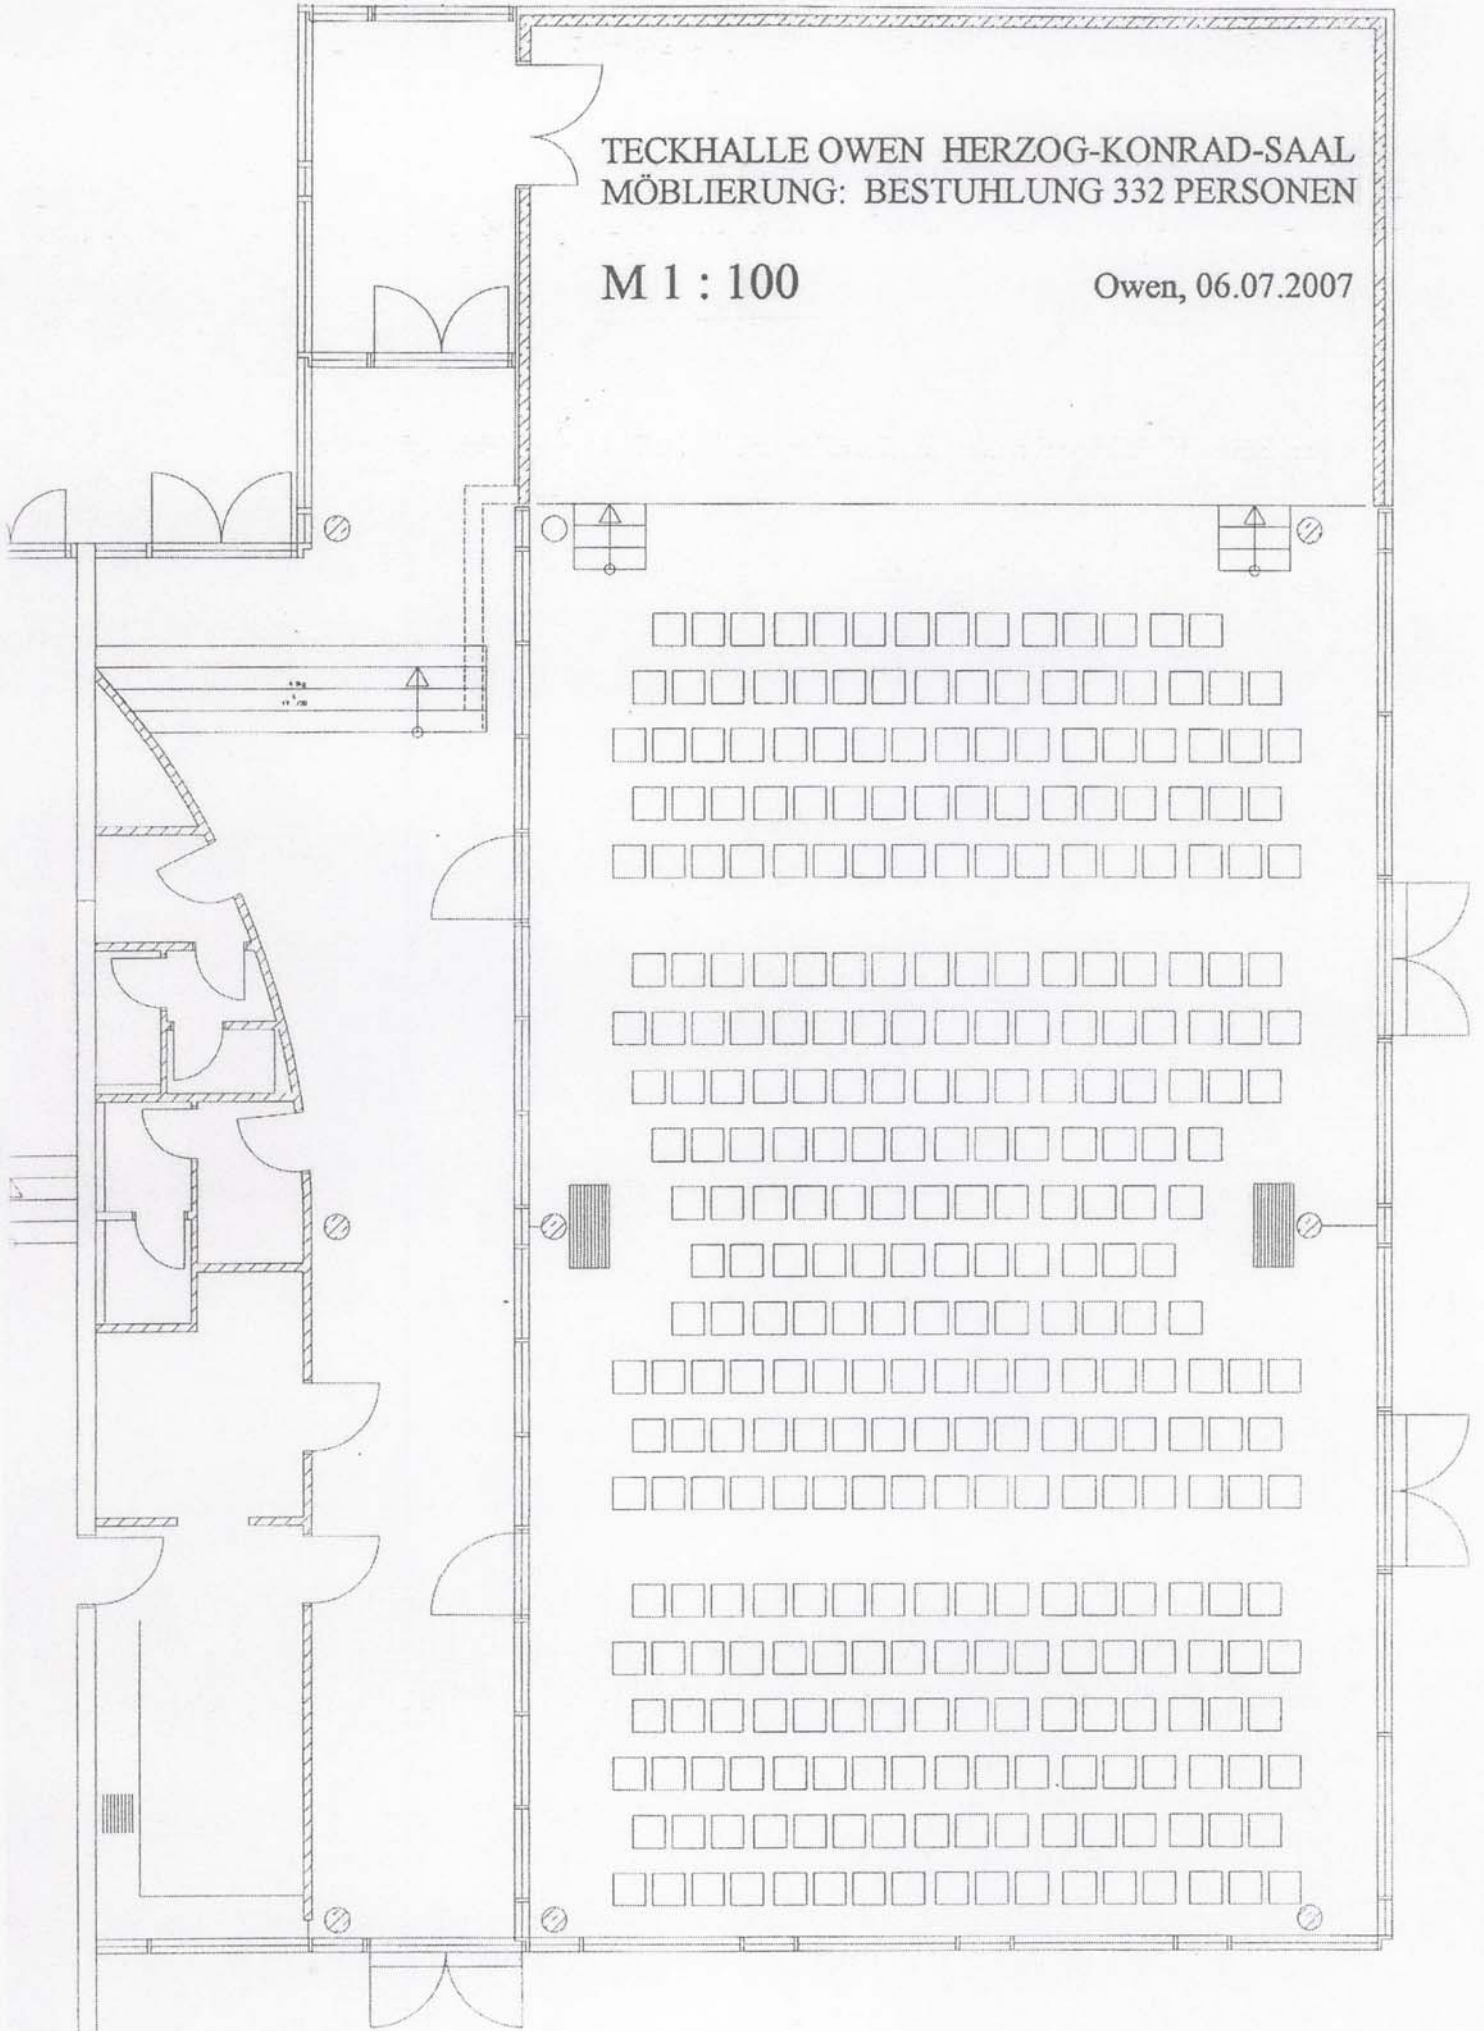 TECKHALLE OWEN HERZOG-KONRAD-SAAL
MÖBLIERUNG: BESTUHLUNG 332 PERSONEN
M 1 : 100
Owen, 06.07.2007